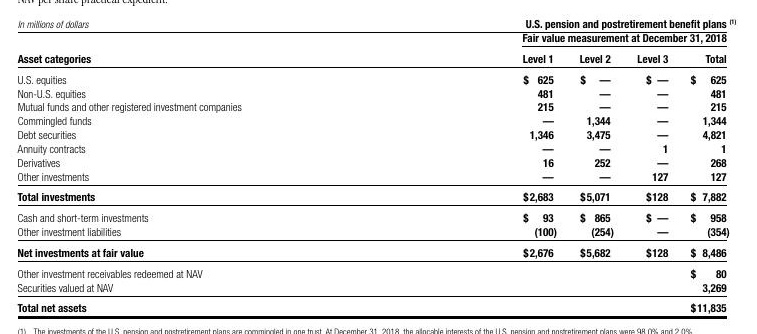 NAV per share practical expedient.
In millions of dollars U.S. pension and postretirement benefit plans (1)
Fair value measurement at December 31, 2018
Asset categories Level 1 Level 2 Level 3 Total
U.S. equities $ 625 $ — $ — $ 625
Non-U.S. equities 481 — — 481
Mutual funds and other registered investment companies 215 — — 215
Commingled funds — 1,344 — 1,344
Debt securities 1,346 3,475 — 4,821
Annuity contracts — — 1 1
Derivatives 16 252 — 268
Other investments — — 127 127
Total investments $2,683 $5,071 $128 $ 7,882
Cash and short-term investments $ 93 $ 865 $ — $ 958
Other investment liabilities (100) (254) — (354)
Net investments at fair value $2,676 $5,682 $128 $ 8,486
Other investment receivables redeemed at NAV $ 80
Securities valued at NAV 3,269
Total net assets $11,835
(1) The investments of the U.S. pension and postretirement plans are commingled in one trust. At December 31, 2018, the allocable interests of the U.S. pension and postretirement plans were 98.0% and 2.0%